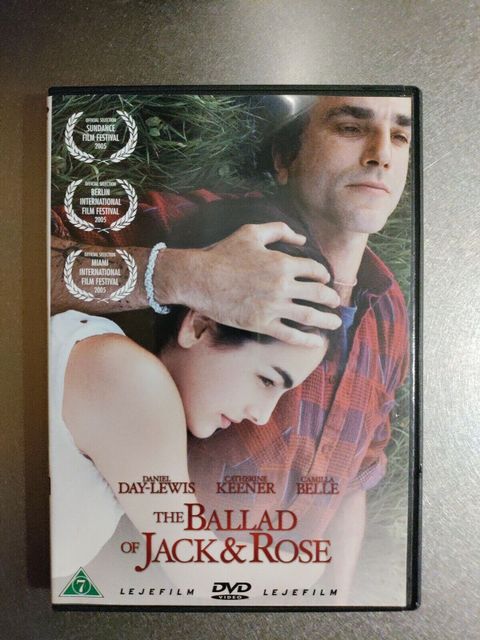 OFFICIAL SELECTION
SUNDANCE
FILM FESTIVAL
2005
OFFICIAL SELECTION
BERLIN
INTERNATIONAL
FILM FESTIVAL
2005
OFFICIAL SELECTION
MIAMI
INTERNATIONAL
FILM FESTIVAL
2005
DANIEL CATHERINE CAMILLA
DAY-LEWIS KEENER BELLE
THE BALLAD
OF JACK & ROSE
7 LEJEFILM DVD LEJEFILM
VIDEO